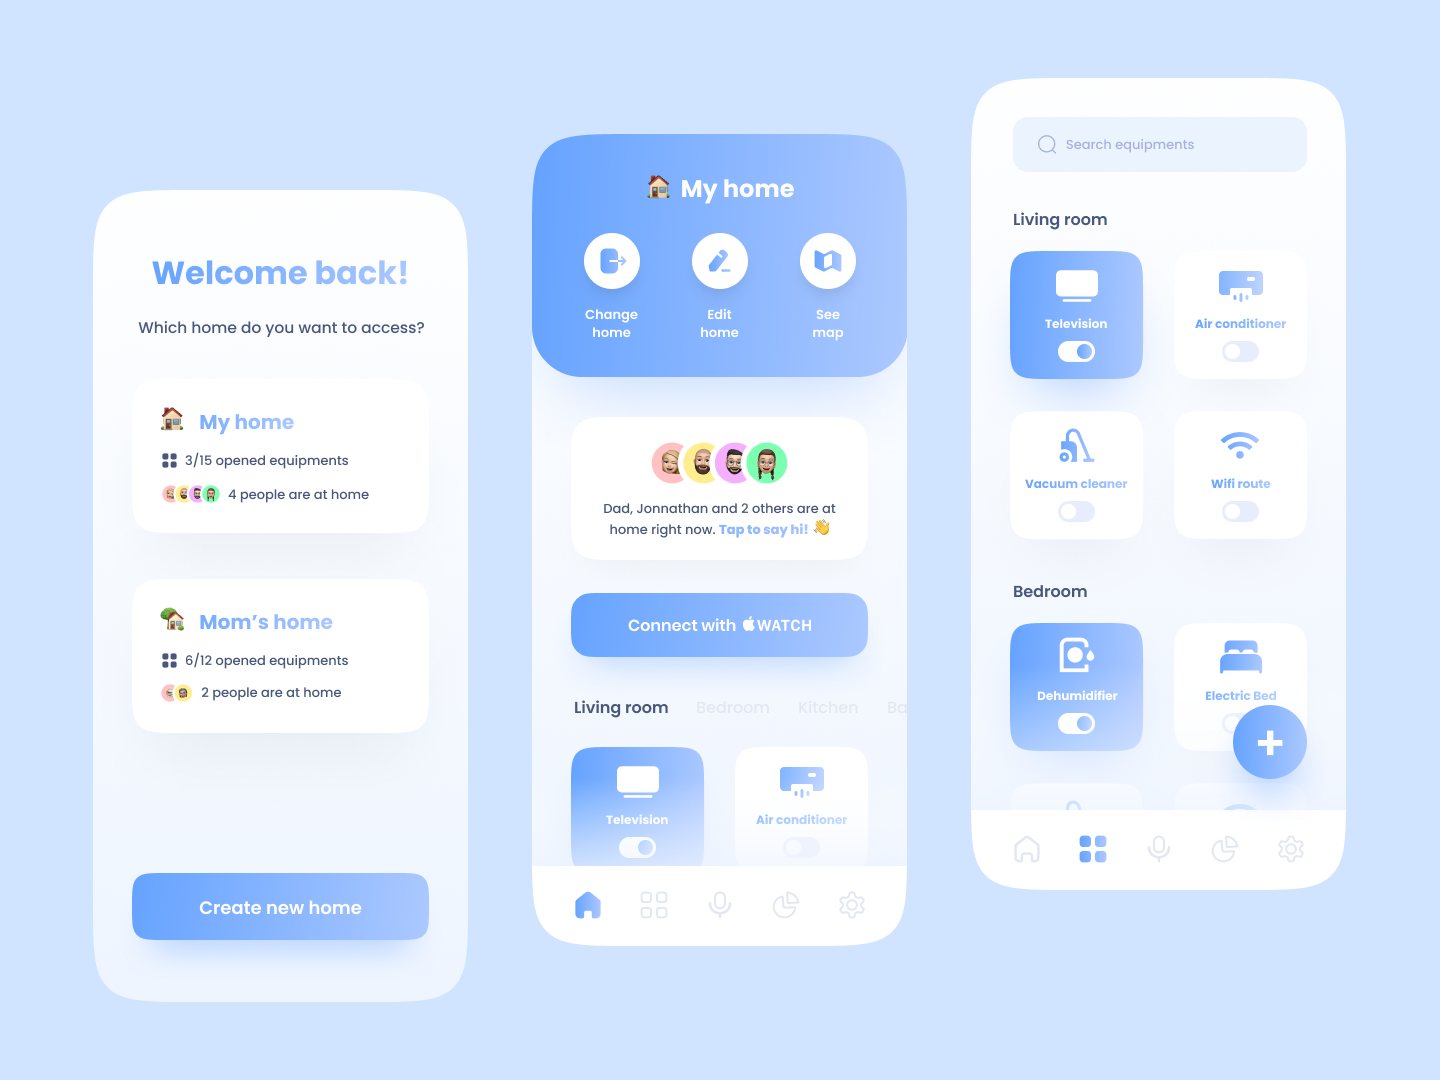 Welcome back!
Which home do you want to access?
My home
3/15 opened equipments
4 people are at home
Mom's home
6/12 opened equipments
2 people are at home
Create new home
My home
Change
home
Edit
home
See
map
Dad, Jonnathan and 2 others are at
home right now. Tap to say hi!
Connect with WATCH
Living room Bedroom Kitchen Ba
Television
Air conditioner
Search equipments
Living room
Television
Air conditioner
Vacuum cleaner
Wifi route
Bedroom
Dehumidifier
Electric Bed